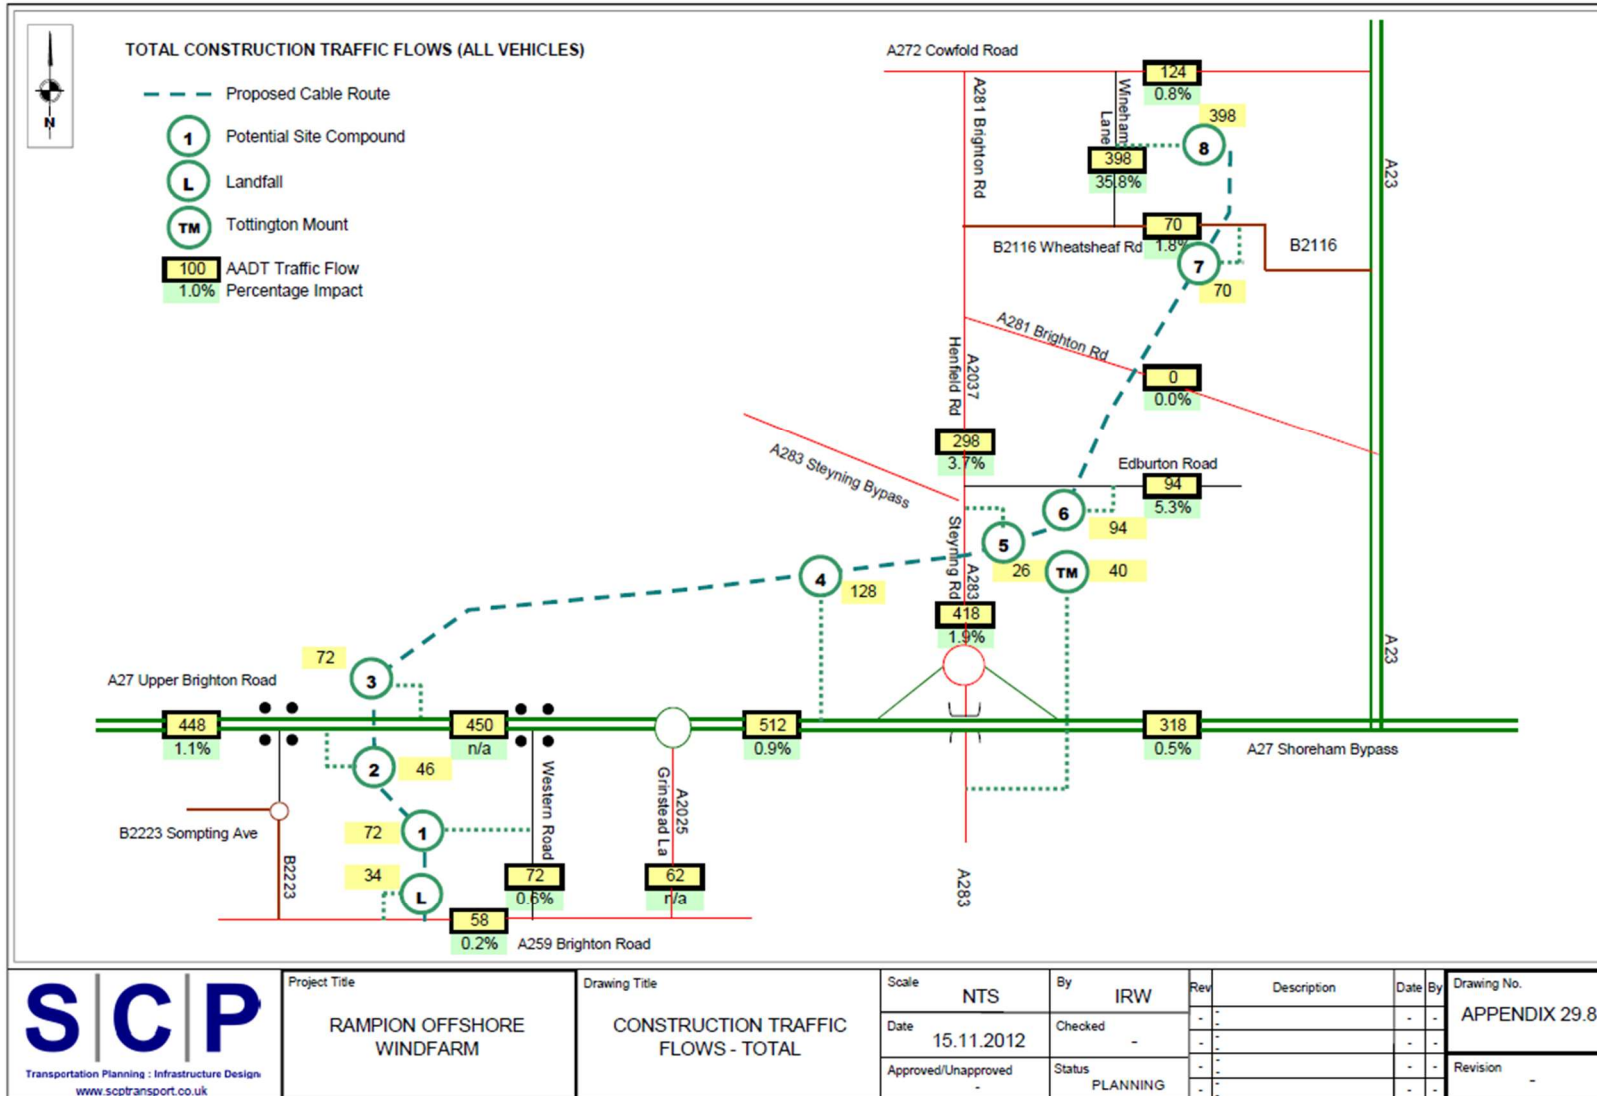 TOTAL CONSTRUCTION TRAFFIC FLOWS (ALL VEHICLES)
N
Proposed Cable Route
1 Potential Site Compound
L Landfall
TM Tottington Mount
100 AADT Traffic Flow
1.0% Percentage Impact
A272 Cowfold Road
124
0.8%
A281 Brighton Rd
Wineham Lane
398
8
398
35.8%
A23
70
1.8%
B2116 Wheatsheaf Rd
B2116
7
70
A281 Brighton Rd
0
0.0%
A2037
Henfield Rd
298
3.7%
A283 Steyning Bypass
Edburton Road
94
5.3%
6
94
5
26
TM
40
Steyning Rd
A283
4
128
418
1.9%
A23
72
3
A27 Upper Brighton Road
448
1.1%
450
n/a
512
0.9%
318
0.5%
A27 Shoreham Bypass
2
46
Western Road
A2025
Grinstead La
B2223 Sompting Ave
B2223
72
1
34
L
72
0.6%
62
n/a
A283
58
0.2%
A259 Brighton Road
SCP
Transportation Planning : Infrastructure Design
www.scptransport.co.uk
Project Title
RAMPION OFFSHORE
WINDFARM
Drawing Title
CONSTRUCTION TRAFFIC
FLOWS - TOTAL
Scale
NTS
By
IRW
Date
15.11.2012
Checked
-
Approved/Unapproved
-
Status
PLANNING
Rev Description Date By
- - - -
- - - -
- - - -
- - - -
Drawing No.
APPENDIX 29.8
Revision
-